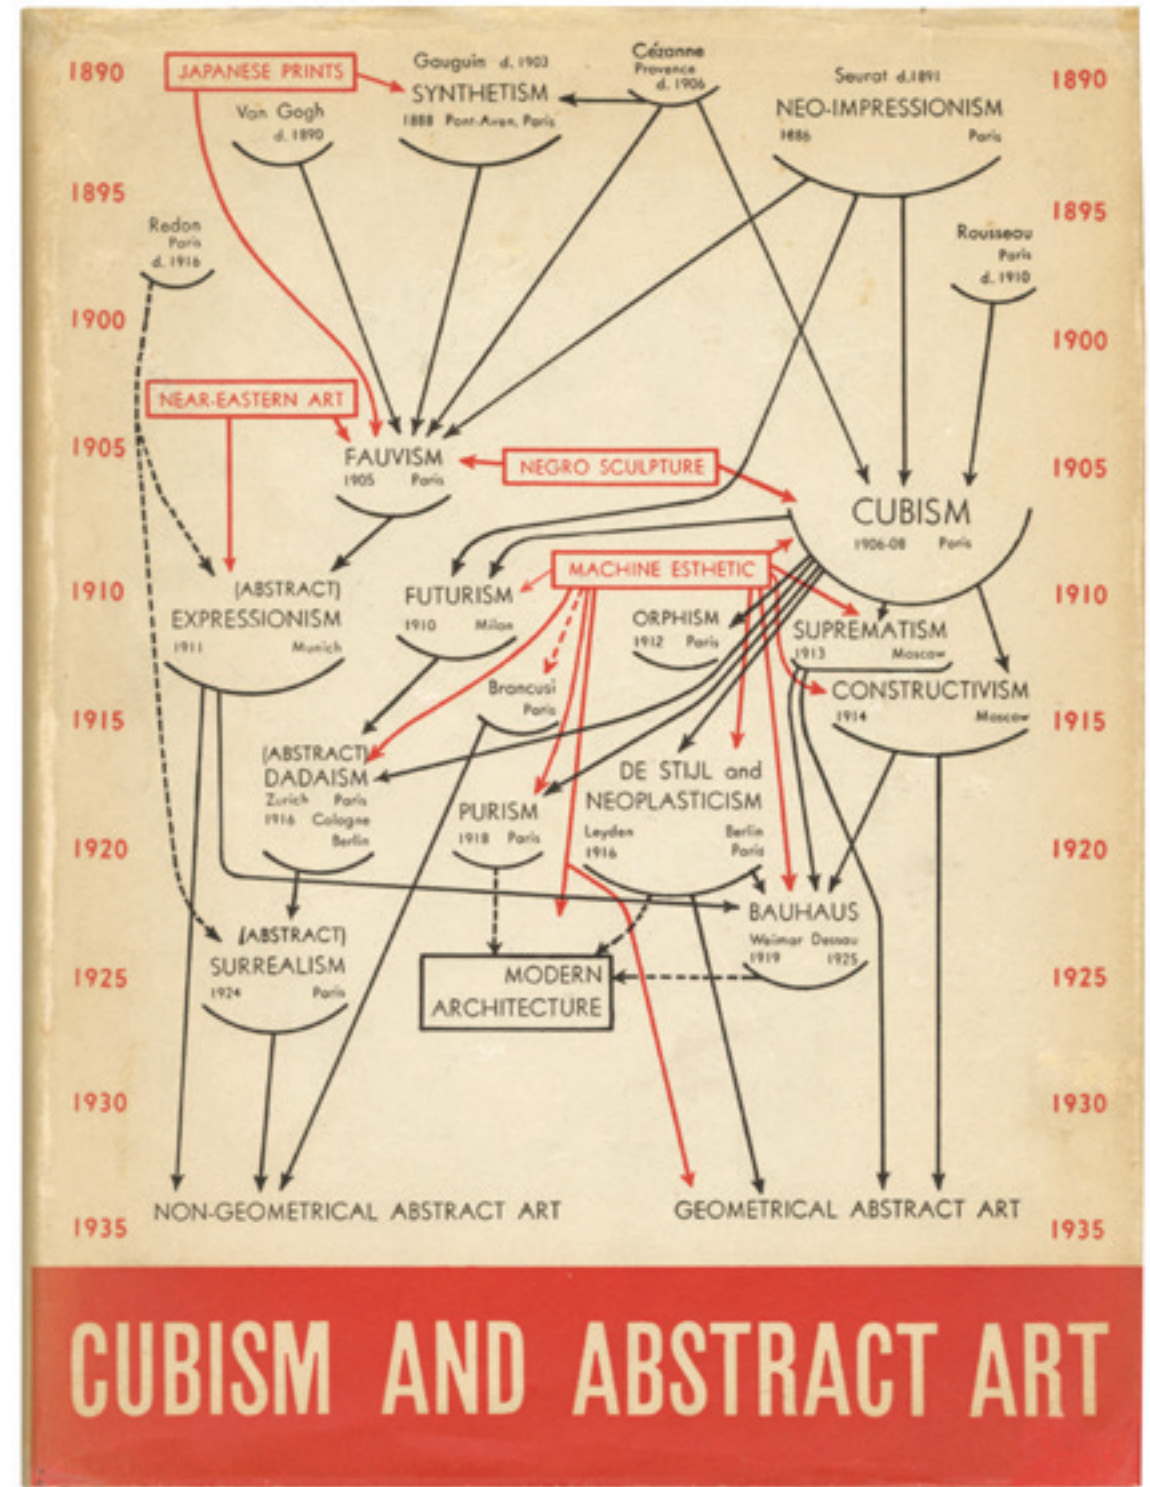 1890
JAPANESE PRINTS
Gauguin d. 1903
SYNTHETISM
1888 Pont-Aven, Paris
Cézanne
Provence
d. 1906
Seurat d.1891
NEO-IMPRESSIONISM
1886 Paris
1890
Van Gogh
d. 1890
1895
1895
Redon
Paris
d. 1916
Rousseau
Paris
d. 1910
1900
1900
NEAR-EASTERN ART
1905
FAUVISM
1905 Paris
NEGRO SCULPTURE
1905
CUBISM
1906-08 Paris
1910
(ABSTRACT)
EXPRESSIONISM
1911 Munich
FUTURISM
1910 Milan
MACHINE ESTHETIC
ORPHISM
1912 Paris
SUPREMATISM
1913 Moscow
1910
Brancusi
Paris
CONSTRUCTIVISM
1914 Moscow
1915
1915
(ABSTRACT)
DADAISM
Zurich Paris
1916 Cologne
Berlin
PURISM
1918 Paris
DE STIJL and
NEOPLASTICISM
Leyden Berlin
1916 Paris
1920
1920
BAUHAUS
Weimar Dessau
1919 1925
(ABSTRACT)
SURREALISM
1924 Paris
MODERN
ARCHITECTURE
1925
1925
1930
1930
NON-GEOMETRICAL ABSTRACT ART
GEOMETRICAL ABSTRACT ART
1935
1935
CUBISM AND ABSTRACT ART